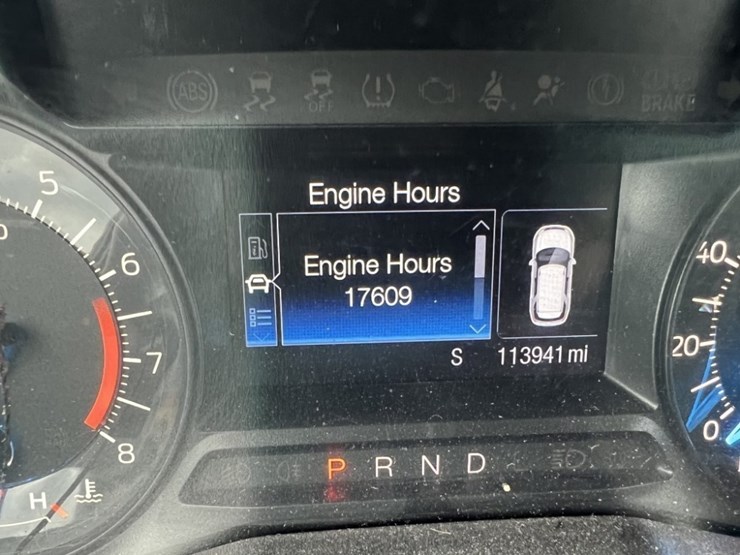 ABS
OFF
BRAKE
Engine Hours
Engine Hours
17609
S 113941 mi
P R N D
5
6
7
8
H
40
20
0